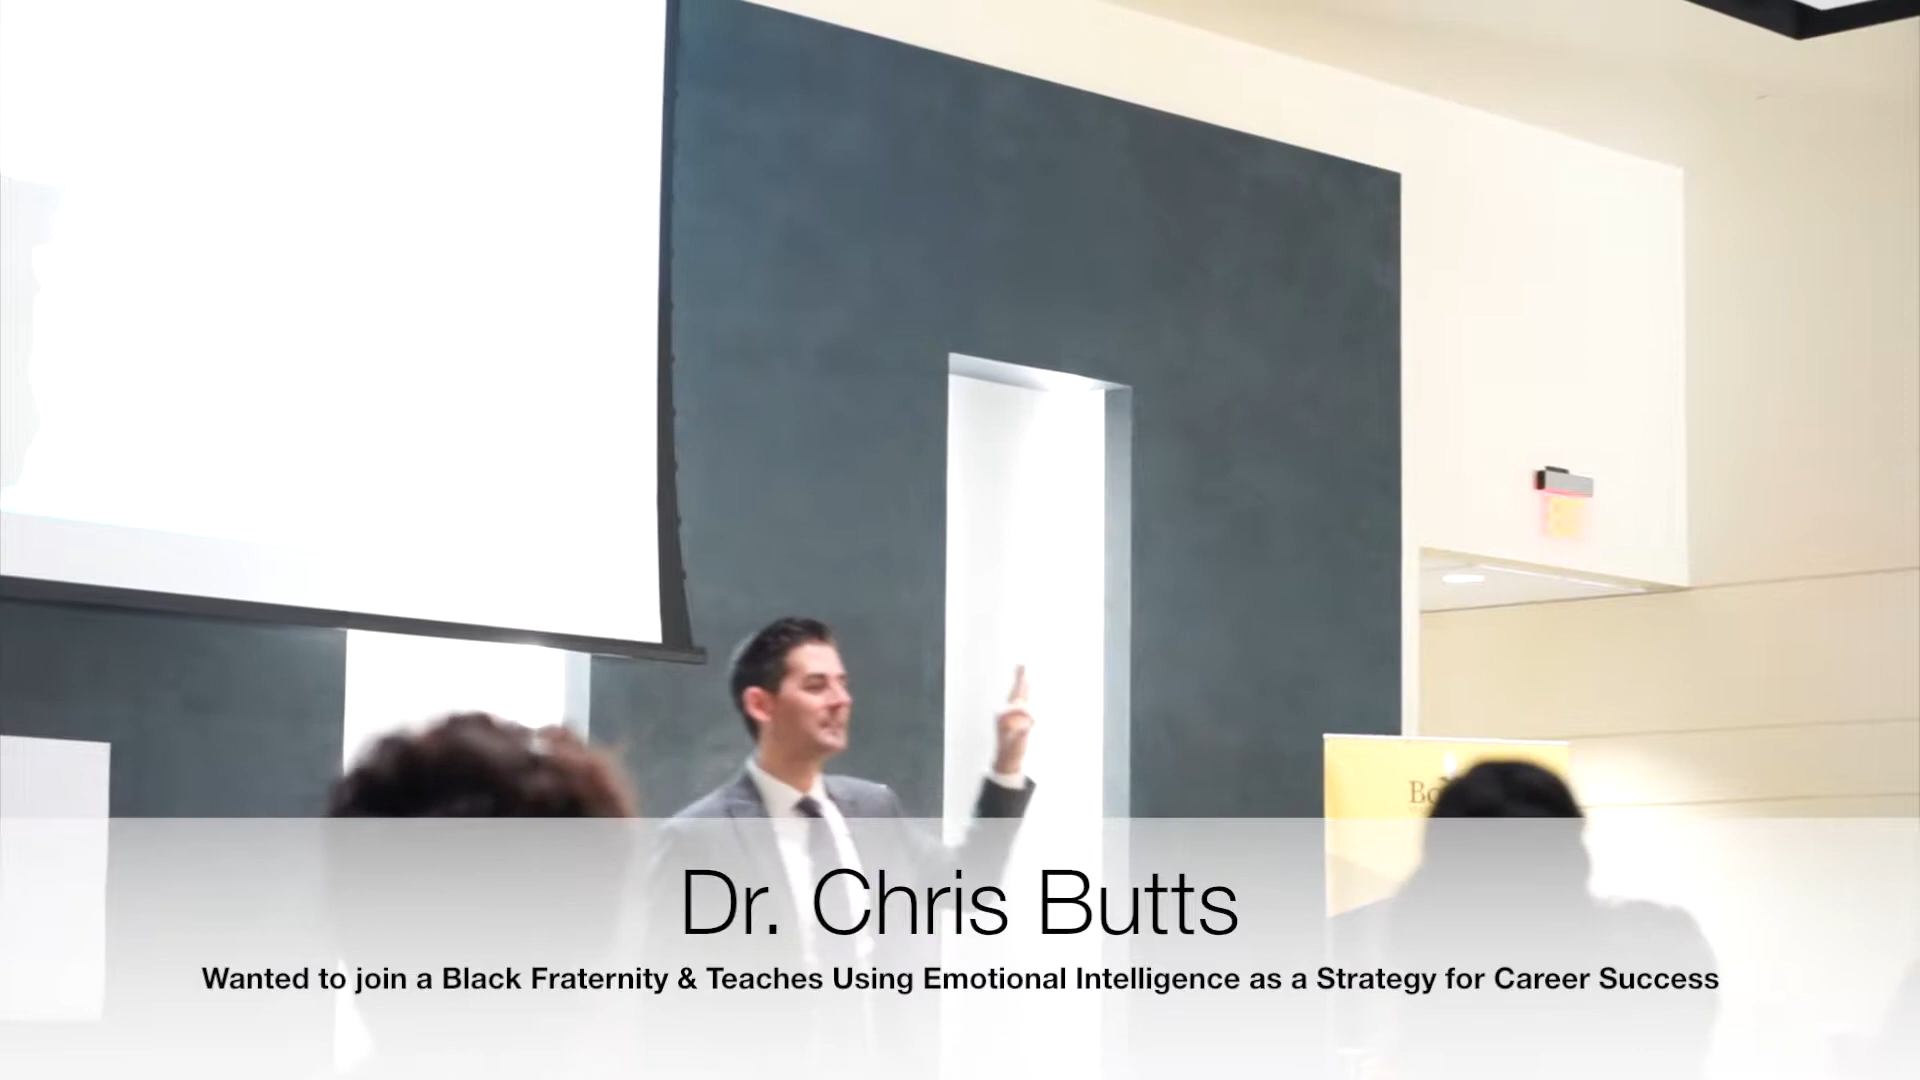 Dr. Chris Butts
Wanted to join a Black Fraternity & Teaches Using Emotional Intelligence as a Strategy for Career Success